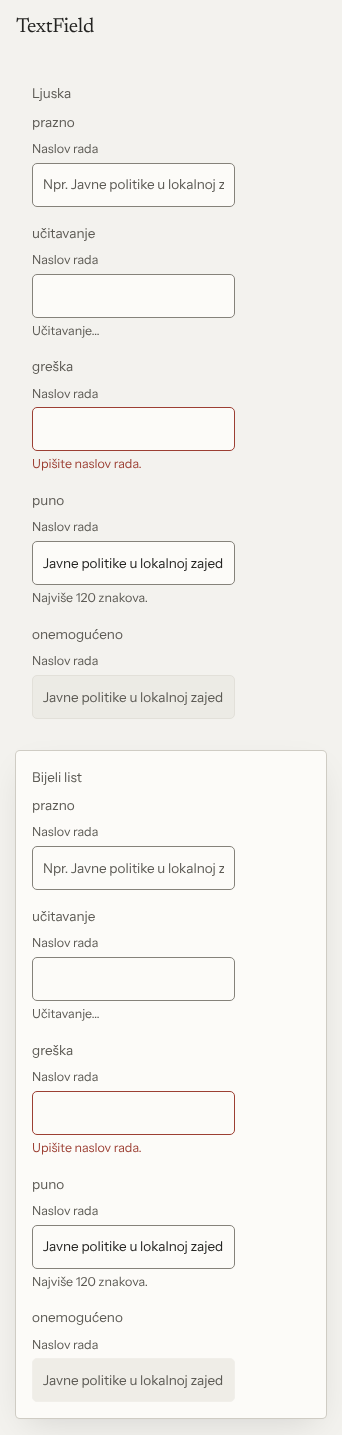 TextField
Ljuska
prazno
Naslov rada
Npr. Javne politike u lokalnoj z
učitavanje
Naslov rada
Učitavanje…
greška
Naslov rada
Upišite naslov rada.
puno
Naslov rada
Javne politike u lokalnoj zajed
Najviše 120 znakova.
onemogućeno
Naslov rada
Javne politike u lokalnoj zajed
Bijeli list
prazno
Naslov rada
Npr. Javne politike u lokalnoj z
učitavanje
Naslov rada
Učitavanje…
greška
Naslov rada
Upišite naslov rada.
puno
Naslov rada
Javne politike u lokalnoj zajed
Najviše 120 znakova.
onemogućeno
Naslov rada
Javne politike u lokalnoj zajed